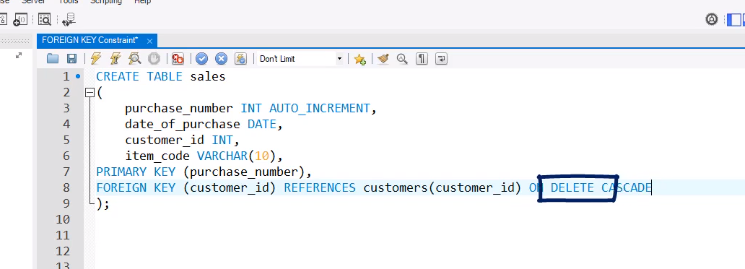 Server Tools Scripting Help
FOREIGN KEY Constraint* ×
Don't Limit
1 CREATE TABLE sales
2 (
3 purchase_number INT AUTO_INCREMENT,
4 date_of_purchase DATE,
5 customer_id INT,
6 item_code VARCHAR(10),
7 PRIMARY KEY (purchase_number),
8 FOREIGN KEY (customer_id) REFERENCES customers(customer_id) ON DELETE CASCADE
9 );
10
11
12
13